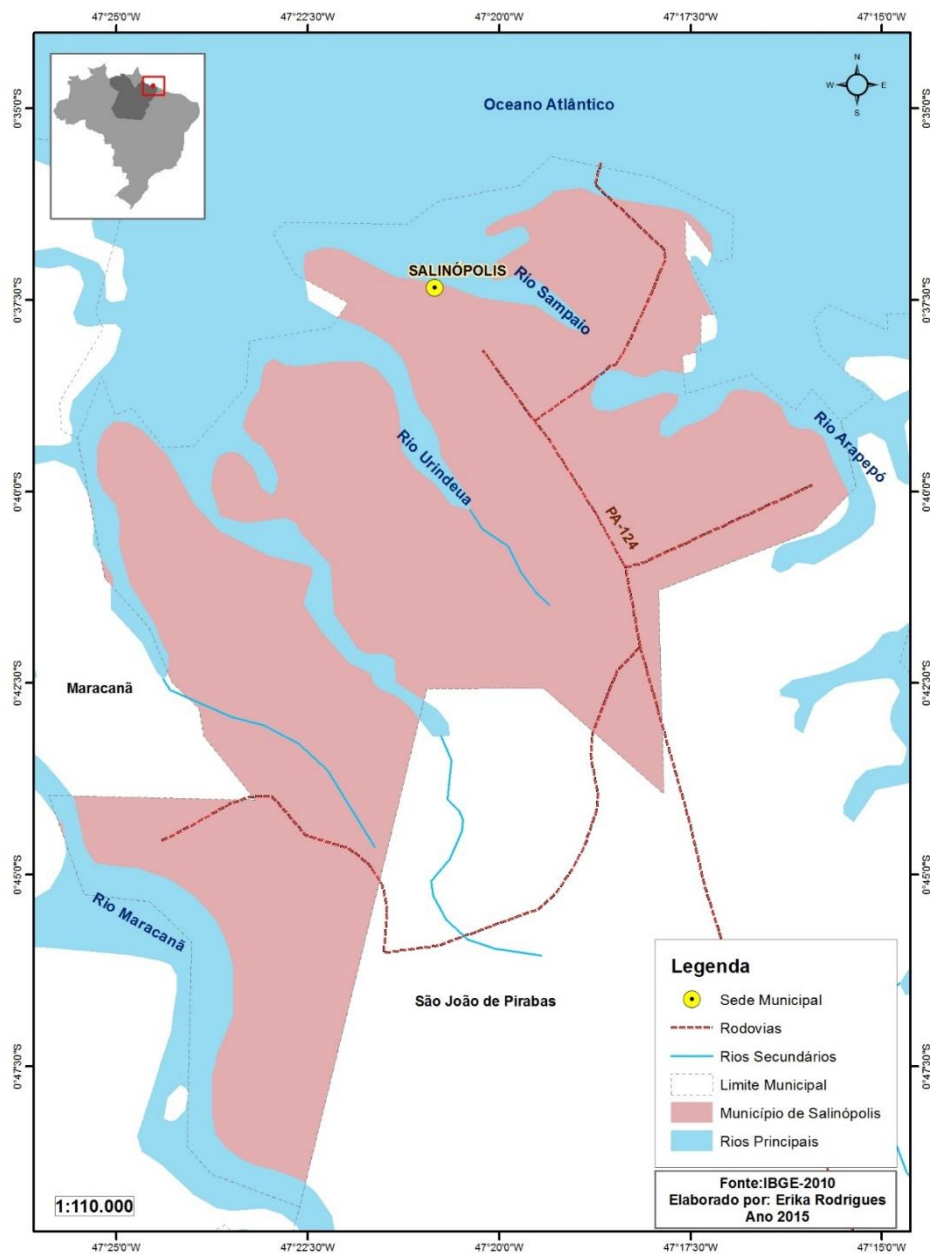 47°25'0"W 47°22'30"W 47°20'0"W 47°17'30"W 47°15'0"W
N
W E
S
Oceano Atlântico
0°35'0"S 0°35'0"S
SALINÓPOLIS
Rio Sampaio
0°37'30"S 0°37'30"S
Rio Urindeua
Rio Arapepó
0°40'0"S 0°40'0"S
PA-124
Maracanã
0°42'30"S 0°42'30"S
0°45'0"S 0°45'0"S
Rio Maracanã
São João de Pirabas
0°47'30"S 0°47'30"S
Legenda
Sede Municipal
Rodovias
Rios Secundários
Limite Municipal
Município de Salinópolis
Rios Principais
1:110.000
Fonte:IBGE-2010
Elaborado por: Erika Rodrigues
Ano 2015
47°25'0"W 47°22'30"W 47°20'0"W 47°17'30"W 47°15'0"W